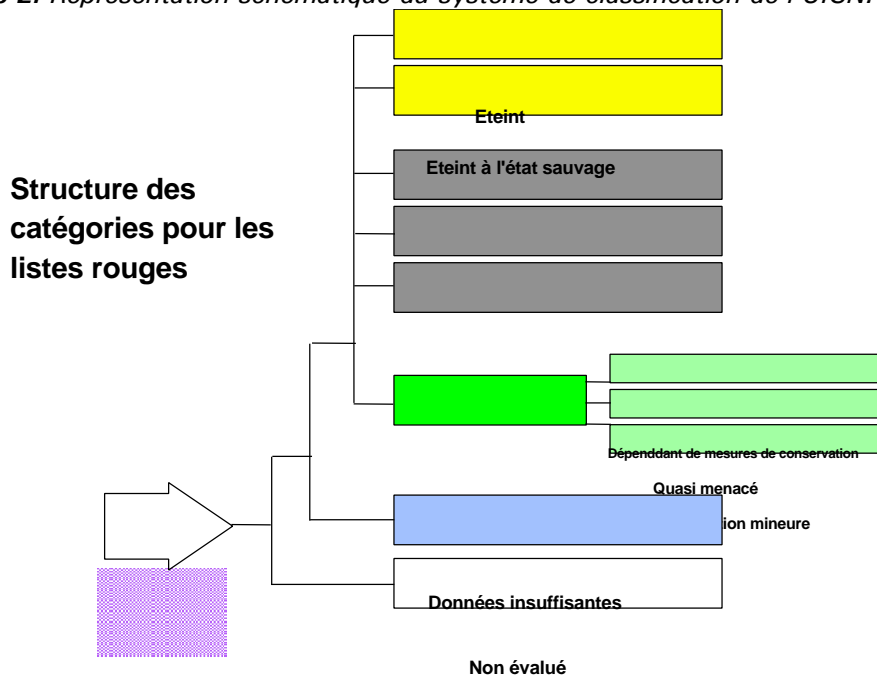 2. Représentation schématique du système de classification de l'UICN.
Eteint
Eteint à l'état sauvage
Structure des
catégories pour les
listes rouges
Dépenddant de mesures de conservation
Quasi menacé
ion mineure
Données insuffisantes
Non évalué